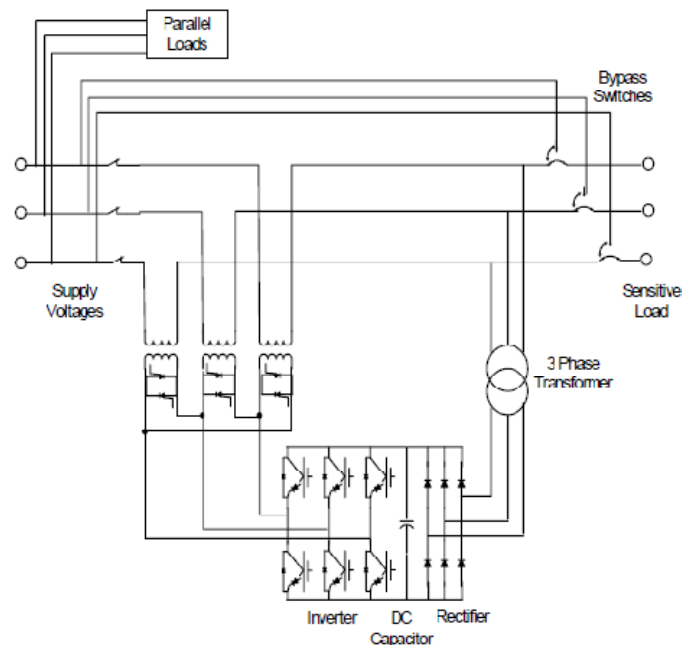 Parallel
Loads
Bypass
Switches
Supply
Voltages
Sensitive
Load
3 Phase
Transformer
Inverter
DC
Capacitor
Rectifier